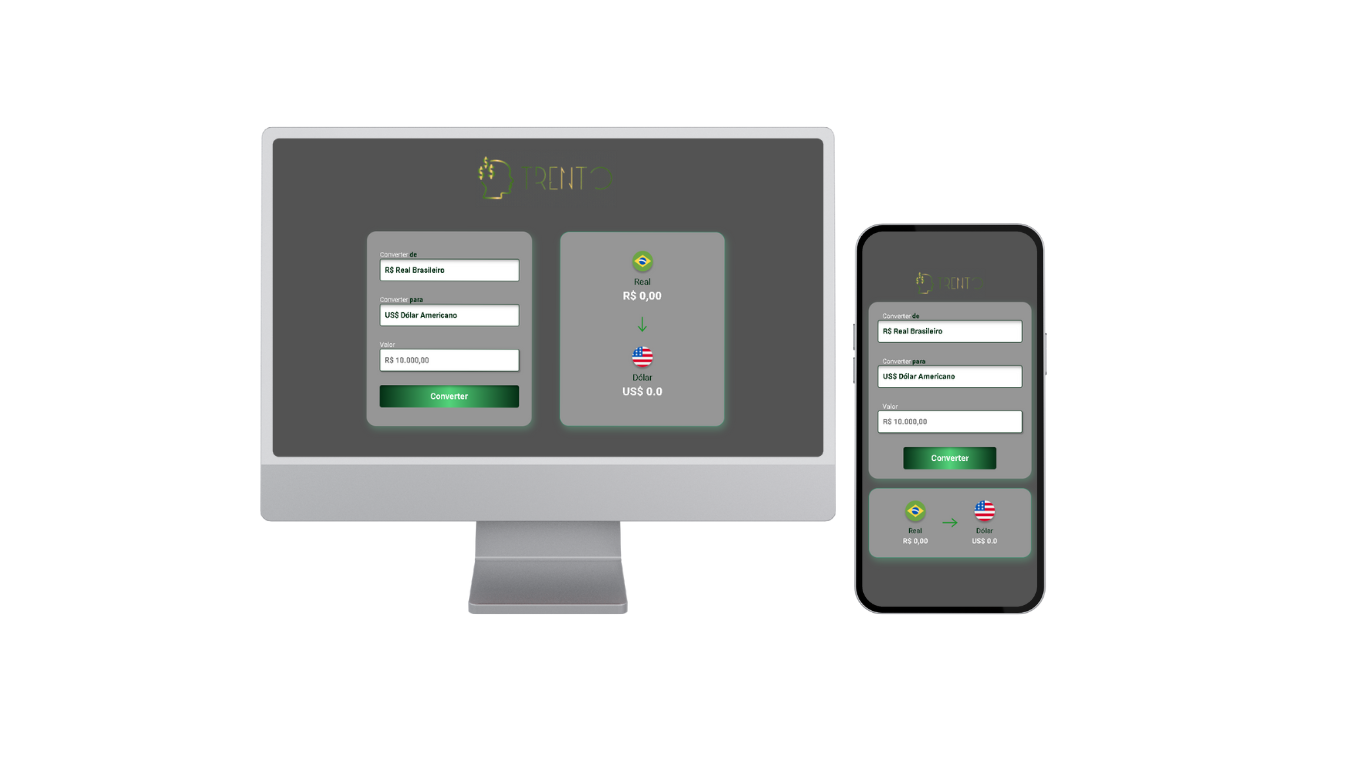 TRENTO
Converter de
R$ Real Brasileiro
Converter para
US$ Dólar Americano
Valor
R$ 10.000,00
Converter
Real
R$ 0,00
Dólar
US$ 0.0
TRENTO
Converter de
R$ Real Brasileiro
Converter para
US$ Dólar Americano
Valor
R$ 10.000,00
Converter
Real
R$ 0,00
Dólar
US$ 0.0